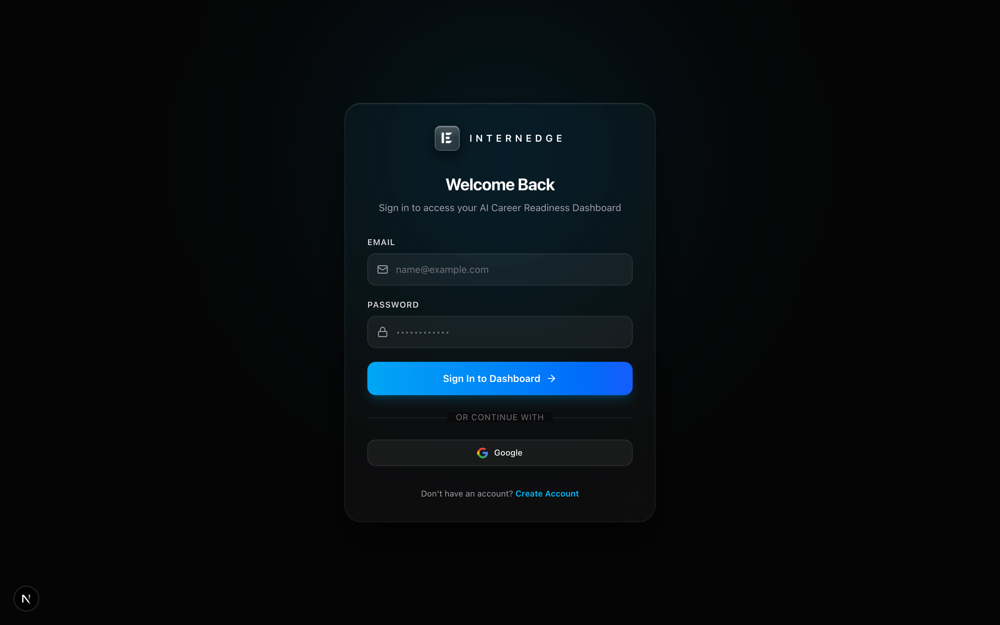 IE INTERNEDGE
Welcome Back
Sign in to access your AI Career Readiness Dashboard
EMAIL
name@example.com
PASSWORD
••••••••••••
Sign In to Dashboard →
OR CONTINUE WITH
Google
Don't have an account? Create Account
N